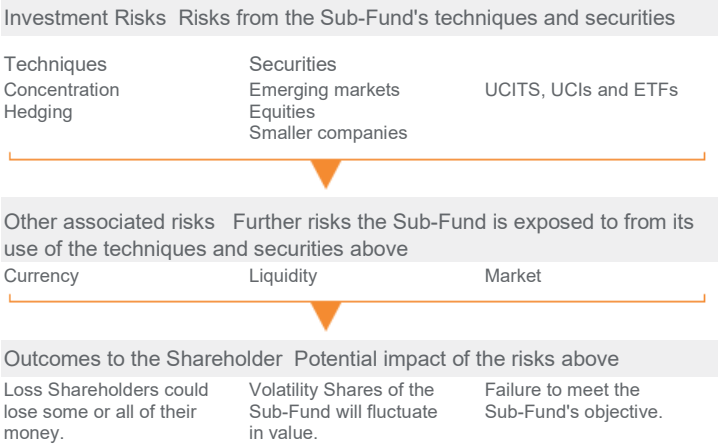 Investment Risks Risks from the Sub-Fund's techniques and securities
Techniques
Concentration
Hedging
Securities
Emerging markets
Equities
Smaller companies
UCITS, UCIs and ETFs
Other associated risks Further risks the Sub-Fund is exposed to from its
use of the techniques and securities above
Currency
Liquidity
Market
Outcomes to the Shareholder Potential impact of the risks above
Loss Shareholders could
lose some or all of their
money.
Volatility Shares of the
Sub-Fund will fluctuate
in value.
Failure to meet the
Sub-Fund's objective.